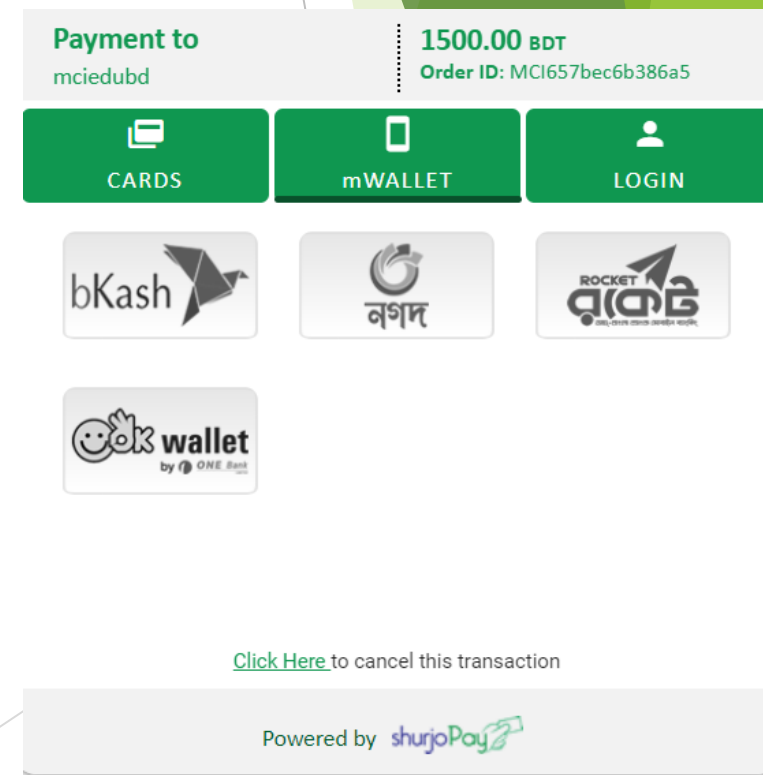 Payment to
mciedubd
1500.00 BDT
Order ID: MCI657bec6b386a5
CARDS
mWALLET
LOGIN
bKash
নগদ
ROCKET
রকেট
ok wallet
by ONE Bank
Click Here to cancel this transaction
Powered by shurjoPay